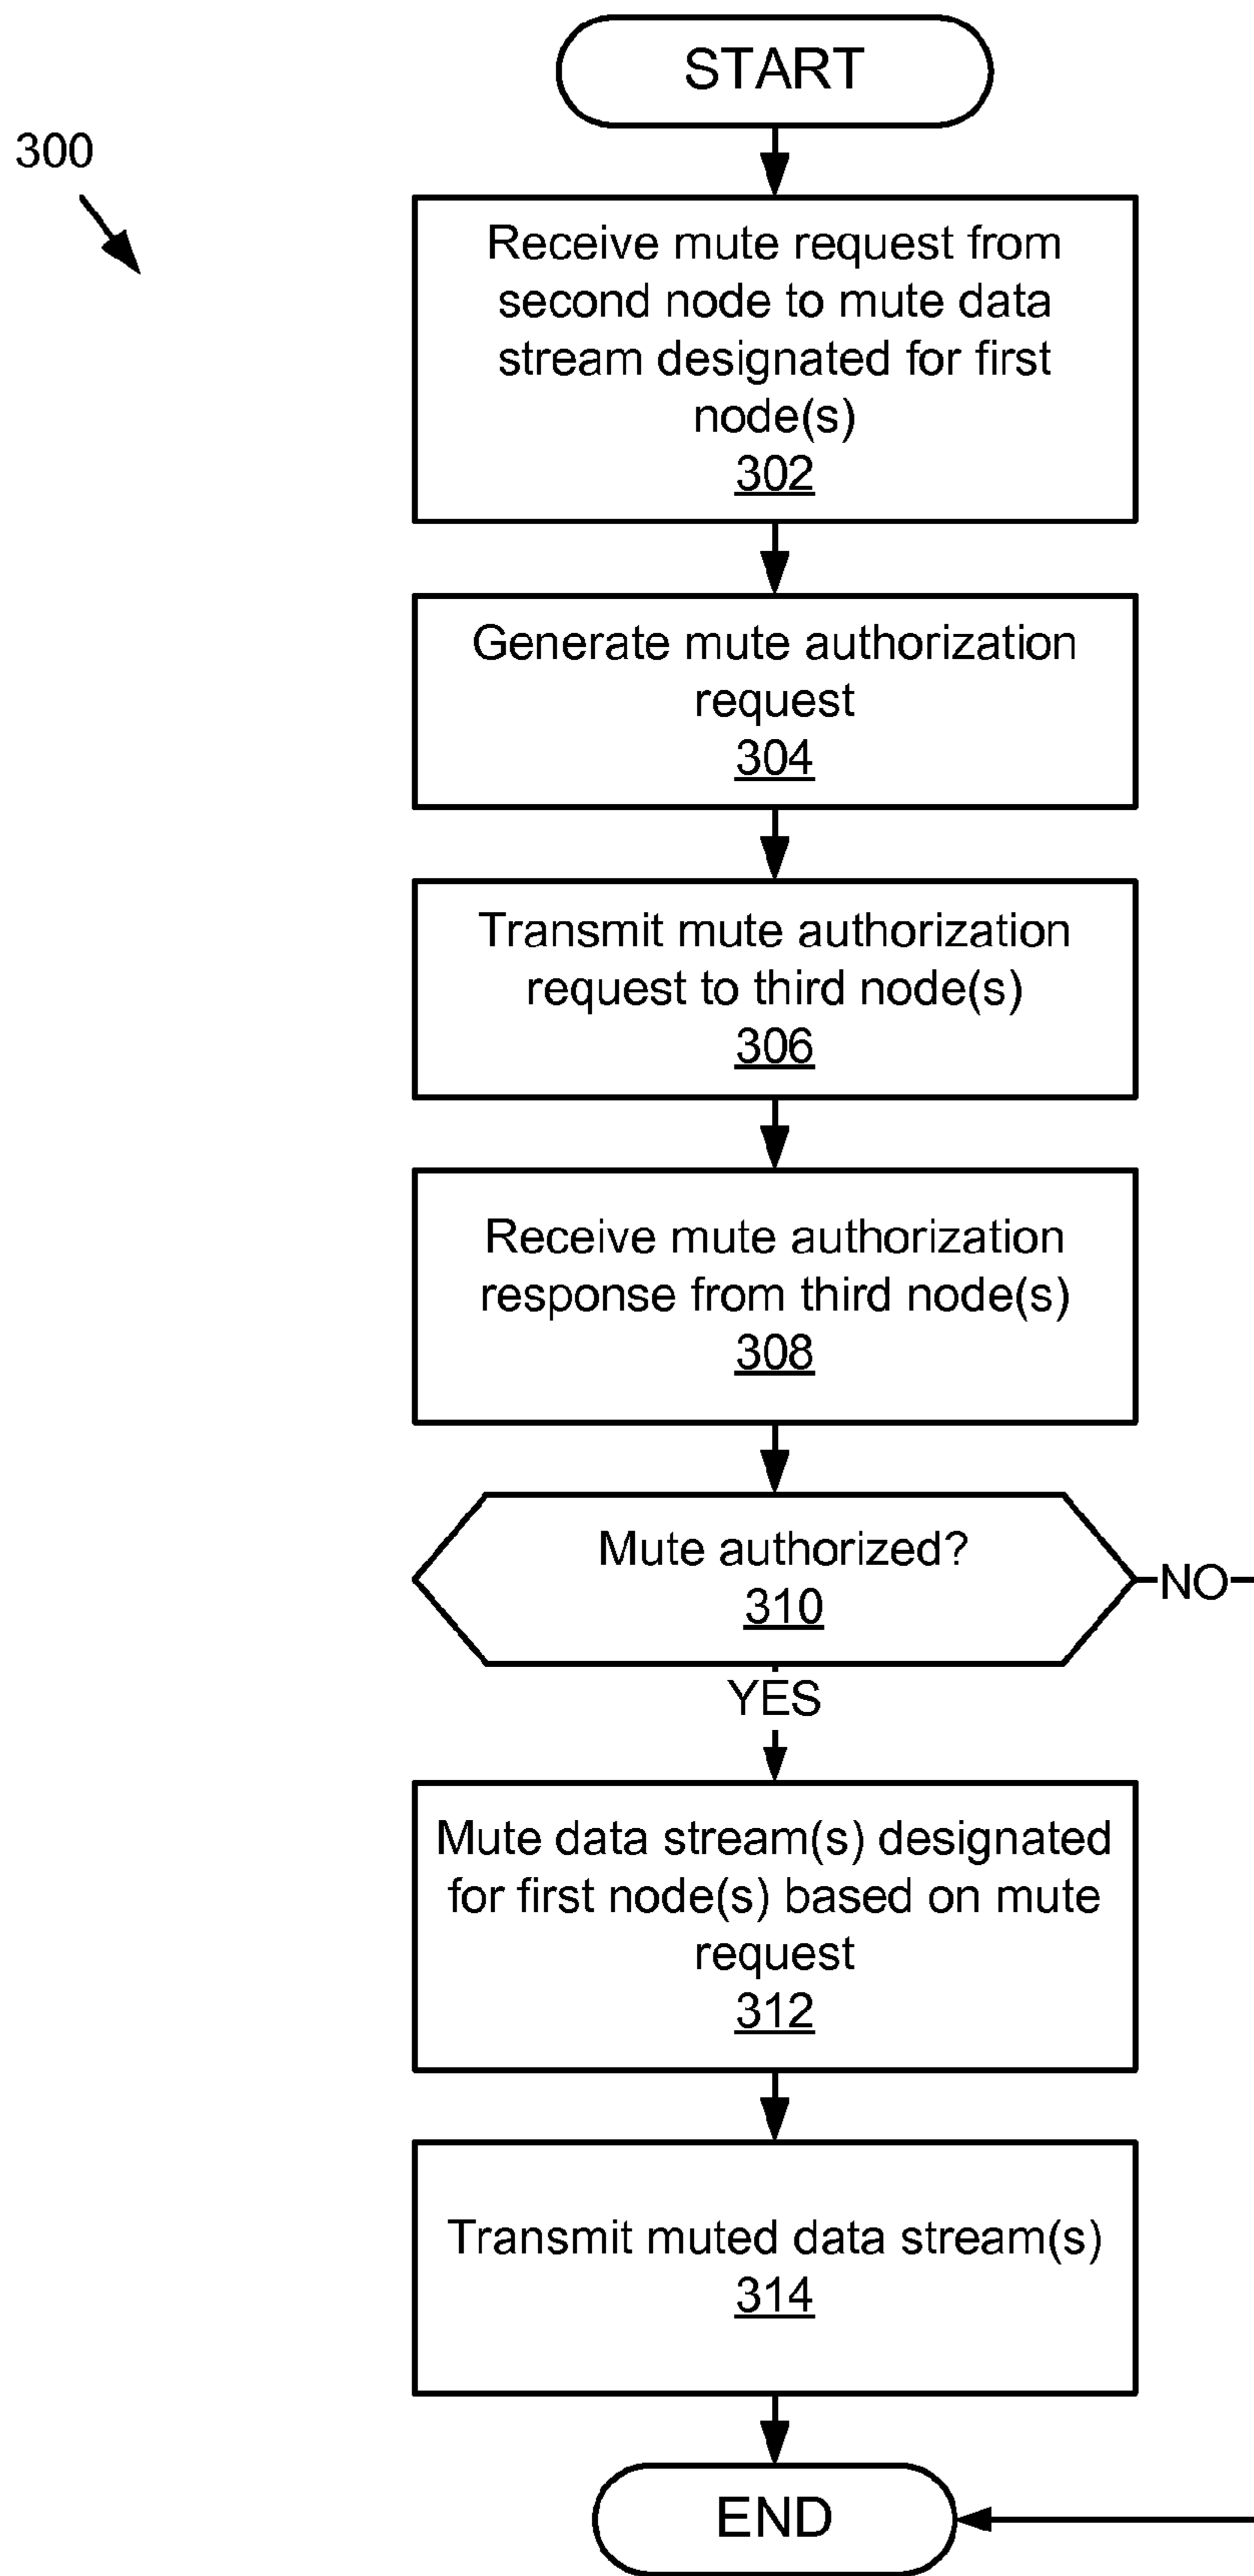 START
300
Receive mute request from
second node to mute data
stream designated for first
node(s)
302
Generate mute authorization
request
304
Transmit mute authorization
request to third node(s)
306
Receive mute authorization
response from third node(s)
308
Mute authorized?
310
NO
YES
Mute data stream(s) designated
for first node(s) based on mute
request
312
Transmit muted data stream(s)
314
END